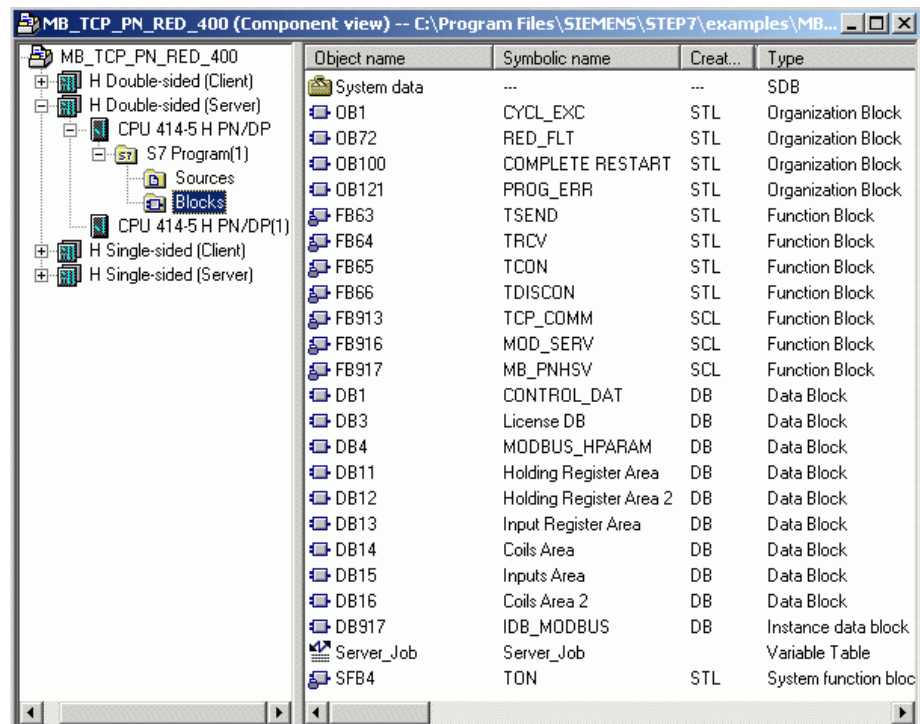 MB_TCP_PN_RED_400 (Component view) -- C:\Program Files\SIEMENS\STEP7\examples\MB...
MB_TCP_PN_RED_400
H Double-sided (Client)
H Double-sided (Server)
CPU 414-5 H PN/DP
S7 Program(1)
Sources
Blocks
CPU 414-5 H PN/DP(1)
H Single-sided (Client)
H Single-sided (Server)
Object name Symbolic name Creat... Type
System data --- --- SDB
OB1 CYCL_EXC STL Organization Block
OB72 RED_FLT STL Organization Block
OB100 COMPLETE RESTART STL Organization Block
OB121 PROG_ERR STL Organization Block
FB63 TSEND STL Function Block
FB64 TRCV STL Function Block
FB65 TCON STL Function Block
FB66 TDISCON STL Function Block
FB913 TCP_COMM SCL Function Block
FB916 MOD_SERV SCL Function Block
FB917 MB_PNHSV SCL Function Block
DB1 CONTROL_DAT DB Data Block
DB3 License DB DB Data Block
DB4 MODBUS_HPARAM DB Data Block
DB11 Holding Register Area DB Data Block
DB12 Holding Register Area 2 DB Data Block
DB13 Input Register Area DB Data Block
DB14 Coils Area DB Data Block
DB15 Inputs Area DB Data Block
DB16 Coils Area 2 DB Data Block
DB917 IDB_MODBUS DB Instance data block
Server_Job Server_Job Variable Table
SFB4 TON STL System function bloc